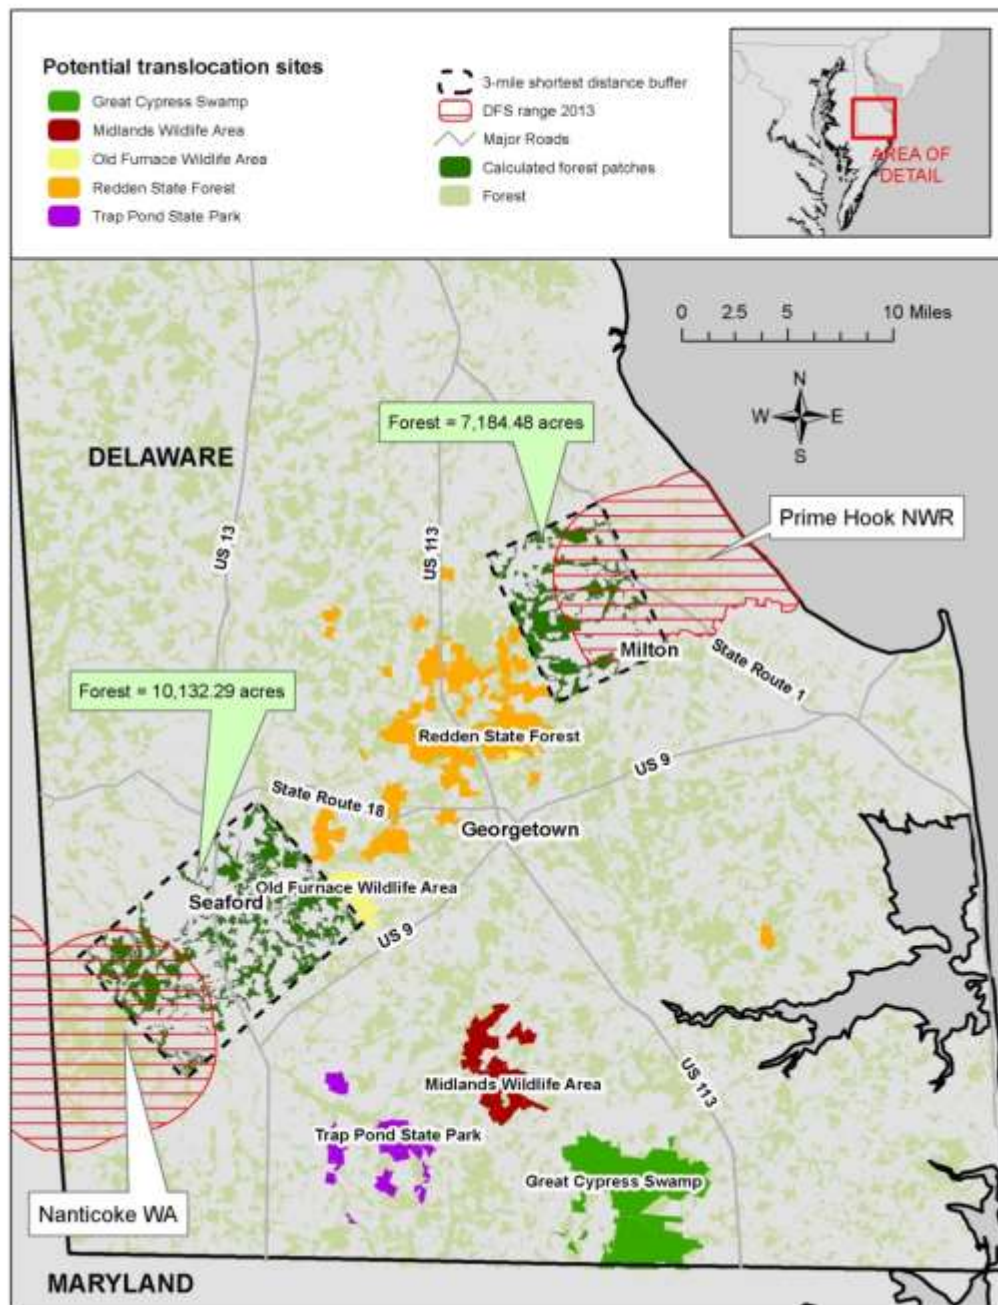 Potential translocation sites
Great Cypress Swamp
Midlands Wildlife Area
Old Furnace Wildlife Area
Redden State Forest
Trap Pond State Park
3-mile shortest distance buffer
DFS range 2013
Major Roads
Calculated forest patches
Forest
AREA OF
DETAIL
0 2.5 5 10 Miles
N
W E
S
Forest = 7,184.48 acres
DELAWARE
Prime Hook NWR
US 13
US 113
Milton
State Route 1
Forest = 10,132.29 acres
Redden State Forest
US 9
State Route 18
Georgetown
Old Furnace Wildlife Area
Seaford
US 9
Midlands Wildlife Area
US 113
Trap Pond State Park
Great Cypress Swamp
Nanticoke WA
MARYLAND